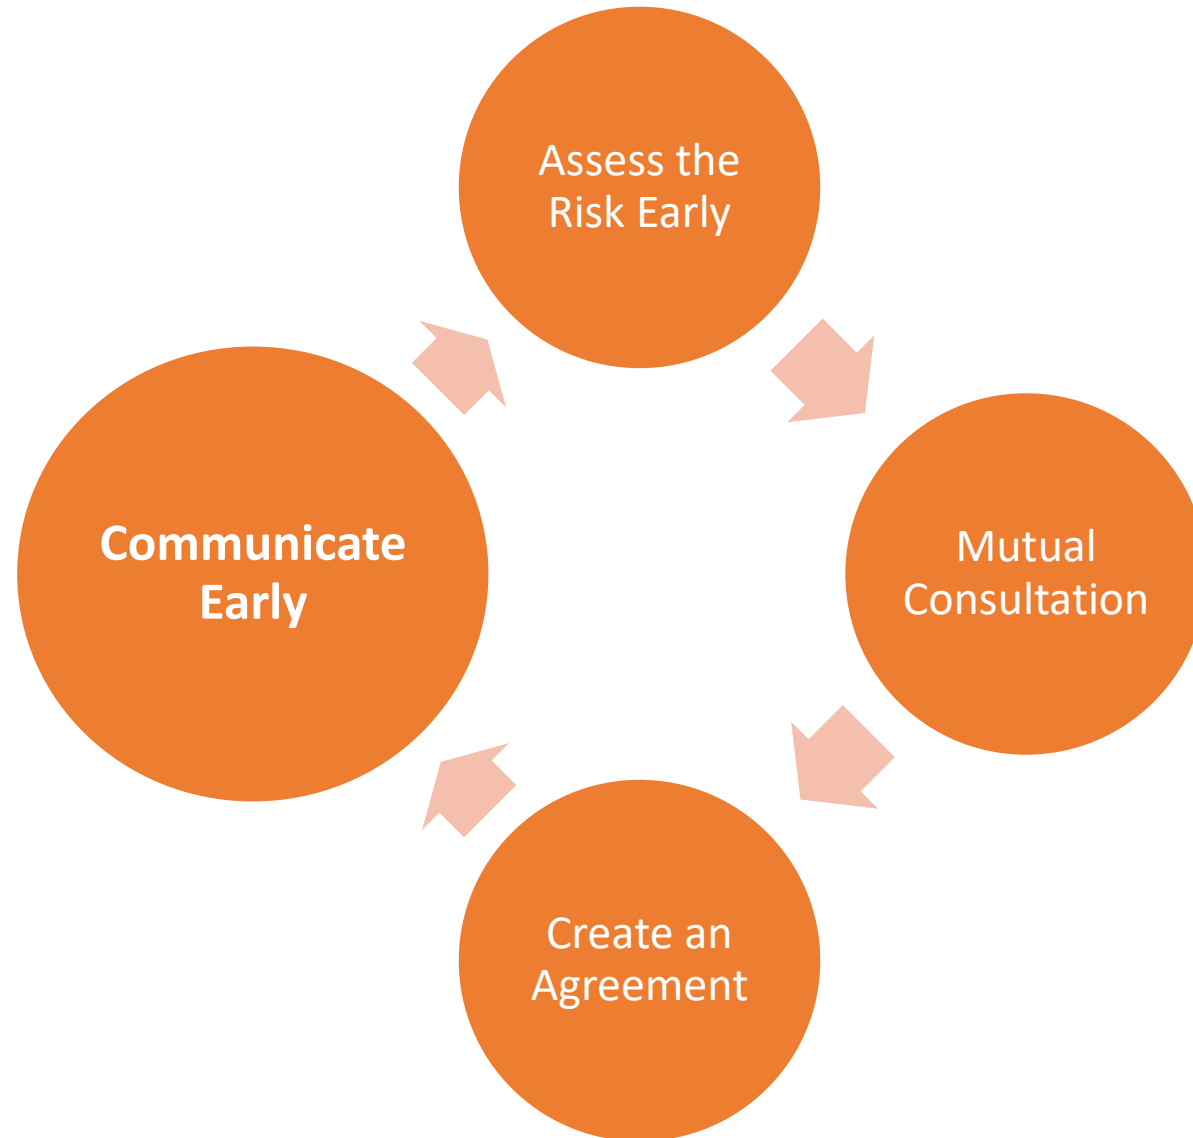 Assess the
Risk Early
Mutual
Consultation
Create an
Agreement
Communicate
Early